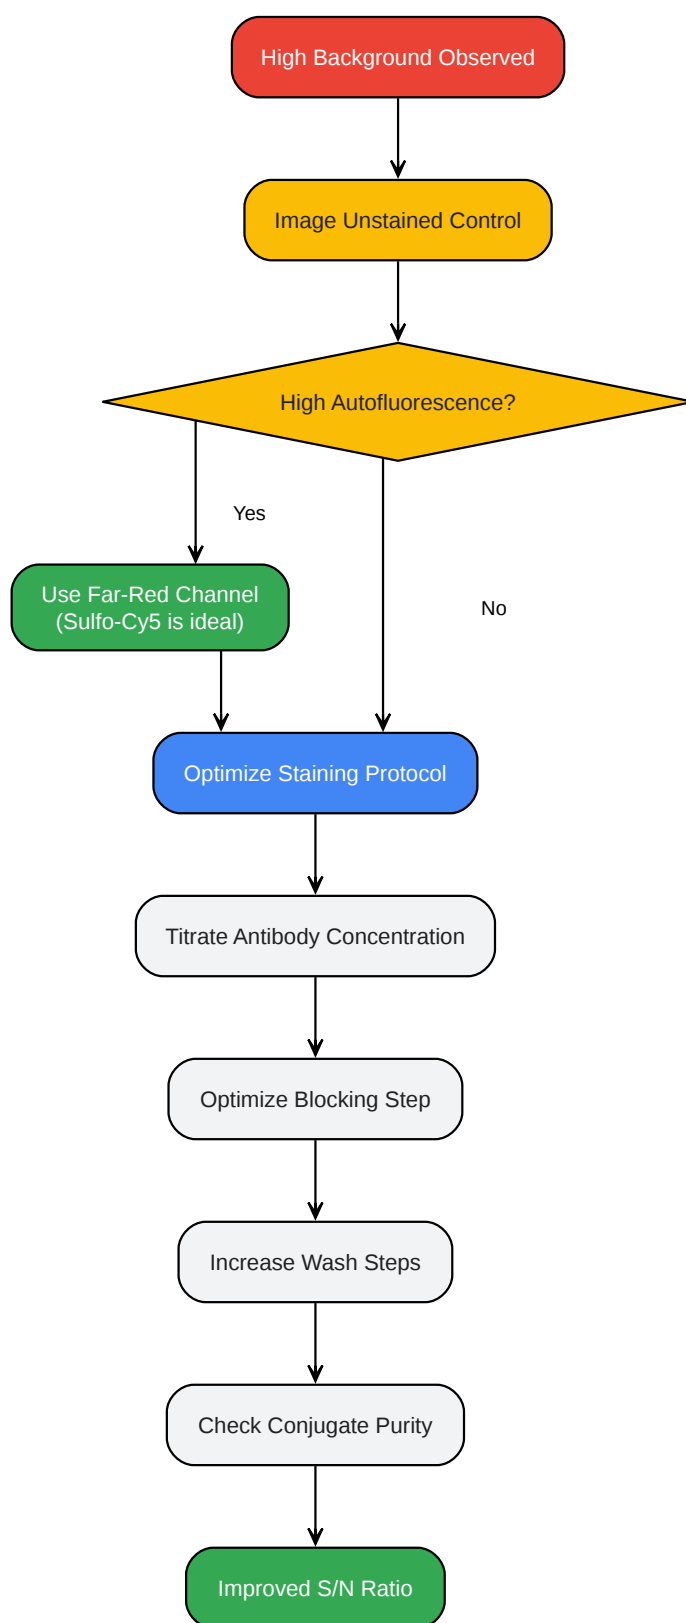 High Background Observed
Image Unstained Control
High Autofluorescence?
Yes
Use Far-Red Channel
(Sulfo-Cy5 is ideal)
No
Optimize Staining Protocol
Titrate Antibody Concentration
Optimize Blocking Step
Increase Wash Steps
Check Conjugate Purity
Improved S/N Ratio